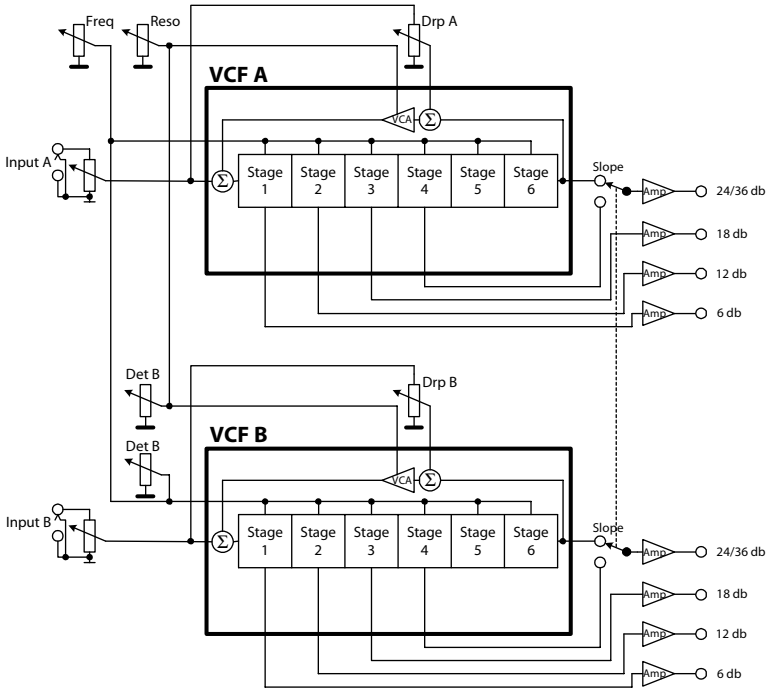 Freq
Reso
Drp A
VCF A
VCA
Σ
Input A
Σ
Stage 1
Stage 2
Stage 3
Stage 4
Stage 5
Stage 6
Slope
Amp
24/36 db
Amp
18 db
Amp
12 db
Amp
6 db
Det B
Drp B
VCF B
Det B
VCA
Σ
Input B
Σ
Stage 1
Stage 2
Stage 3
Stage 4
Stage 5
Stage 6
Slope
Amp
24/36 db
Amp
18 db
Amp
12 db
Amp
6 db